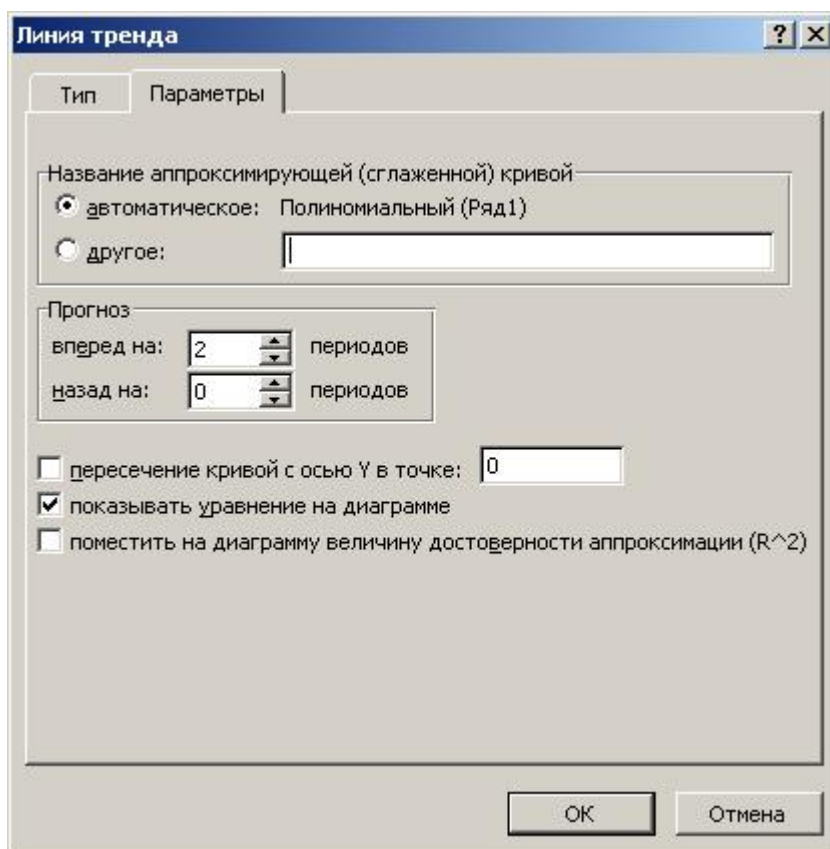 Линия тренда
Тип Параметры
Название аппроксимирующей (сглаженной) кривой
автоматическое: Полиномиальный (Ряд1)
другое:
Прогноз
вперед на: 2 периодов
назад на: 0 периодов
пересечение кривой с осью Y в точке: 0
показывать уравнение на диаграмме
поместить на диаграмму величину достоверности аппроксимации (R^2)
ОК Отмена